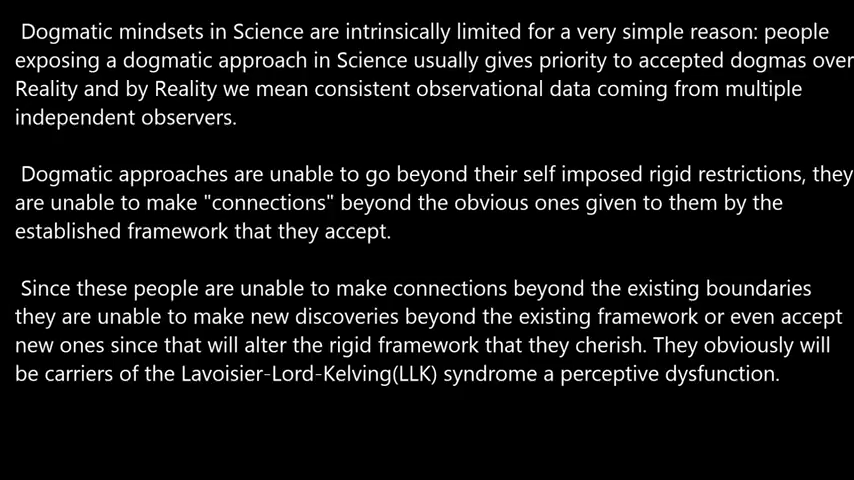 Dogmatic mindsets in Science are intrinsically limited for a very simple reason: people
exposing a dogmatic approach in Science usually gives priority to accepted dogmas over
Reality and by Reality we mean consistent observational data coming from multiple
independent observers.
Dogmatic approaches are unable to go beyond their self imposed rigid restrictions, they
are unable to make "connections" beyond the obvious ones given to them by the
established framework that they accept.
Since these people are unable to make connections beyond the existing boundaries
they are unable to make new discoveries beyond the existing framework or even accept
new ones since that will alter the rigid framework that they cherish. They obviously will
be carriers of the Lavoisier-Lord-Kelving(LLK) syndrome a perceptive dysfunction.